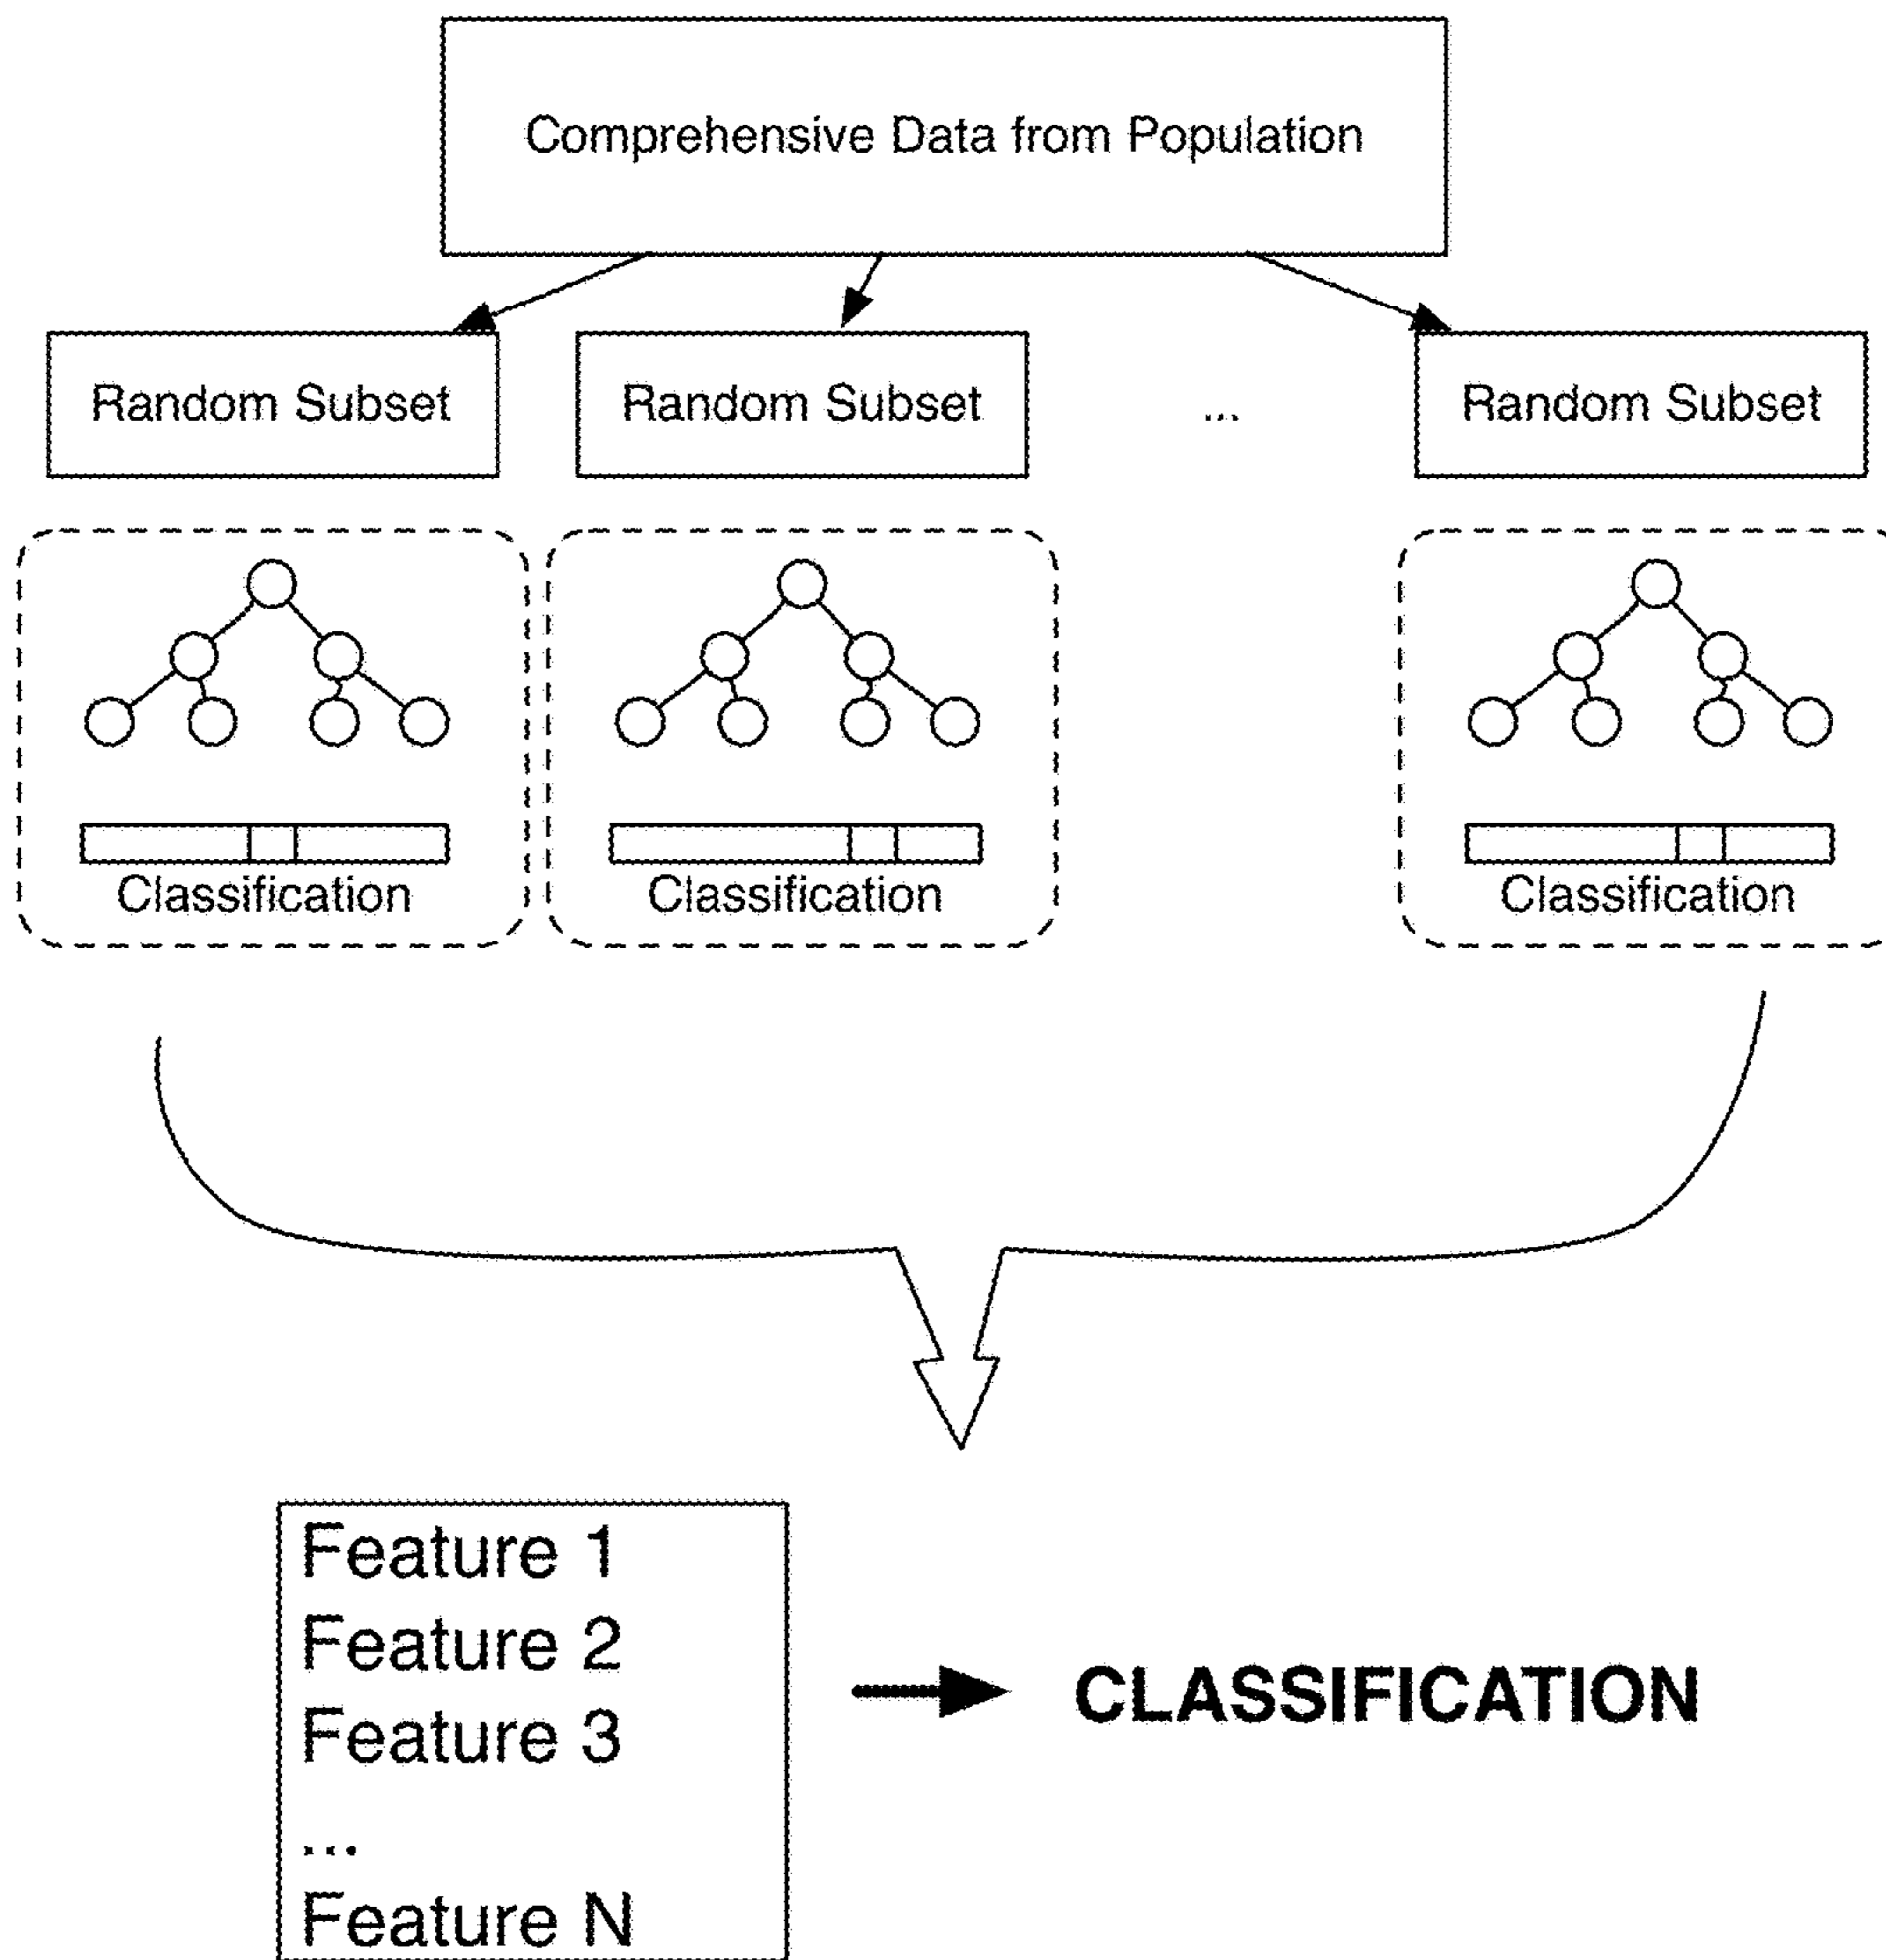 Comprehensive Data from Population
Random Subset
Random Subset
...
Random Subset
Classification
Classification
Classification
Feature 1
Feature 2
Feature 3
...
Feature N
CLASSIFICATION